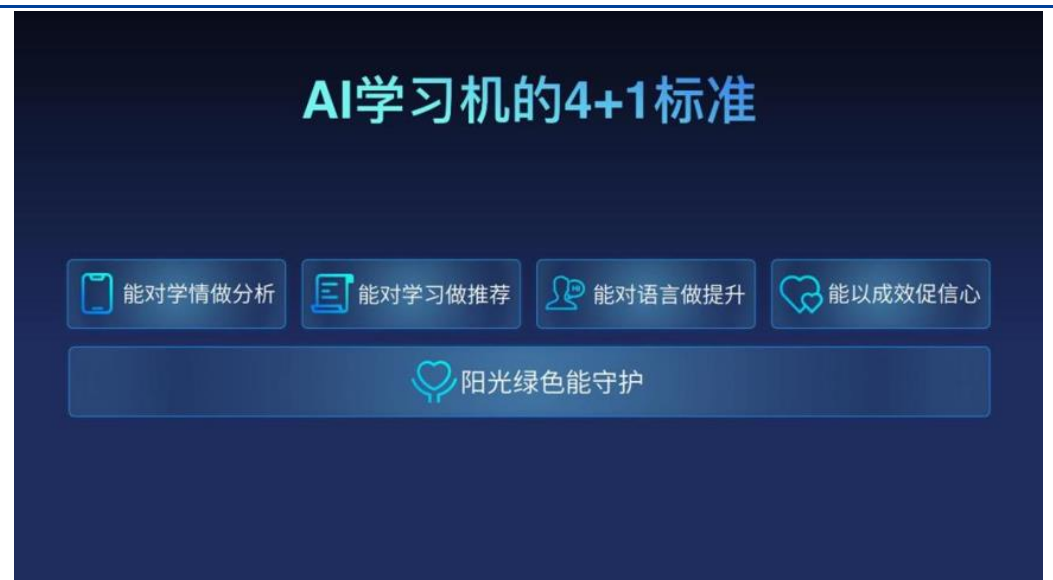 AI学习机的4+1标准
能对学情做分析
能对学习做推荐
能对语言做提升
能以成效促信心
阳光绿色能守护